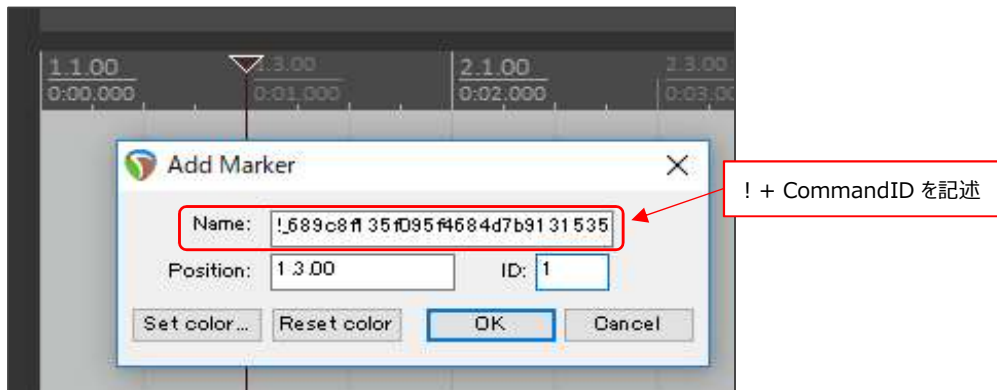 1.1.00
.3.00
2.1.00
2.3.00
0:00.000
0:01.000
0:02.000
0:03.00
Add Marker
! + CommandID を記述
Name:
!_689c8ff135f095f4684d7b9131535
Position:
1.3.00
ID:
1
Set color...
Reset color
OK
Cancel